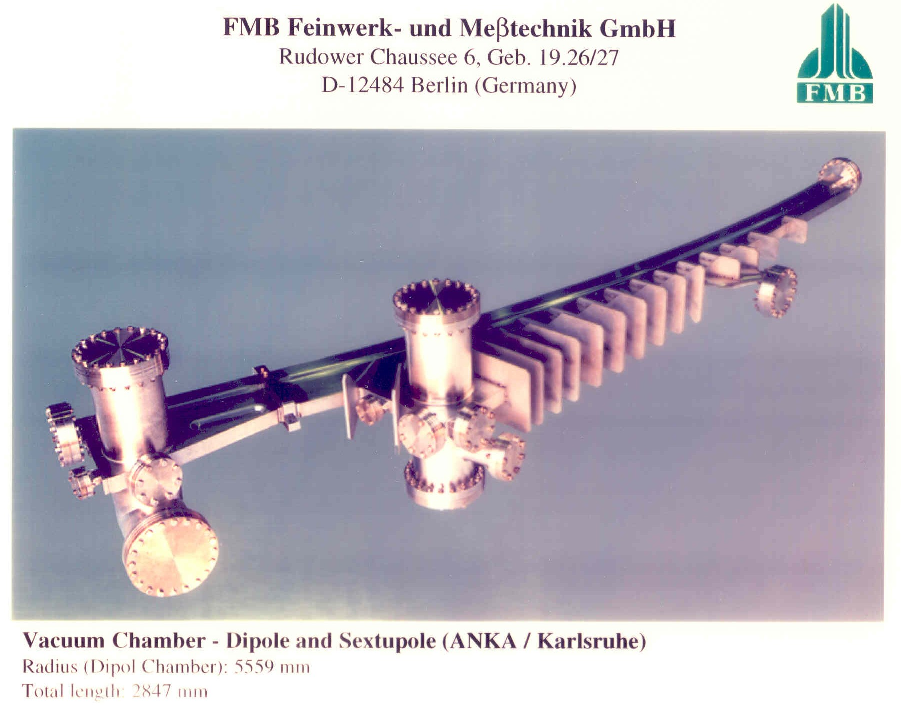 FMB Feinwerk- und Meβtechnik GmbH
Rudower Chaussee 6, Geb. 19.26/27
D-12484 Berlin (Germany)
FMB
Vacuum Chamber - Dipole and Sextupole (ANKA / Karlsruhe)
Radius (Dipol Chamber): 5559 mm
Total length: 2847 mm